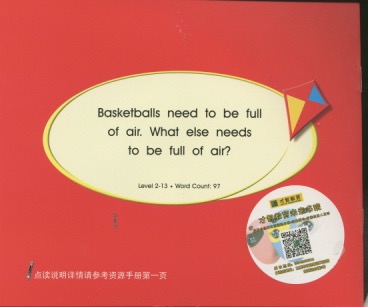 Basketballs need to be full
of air. What else needs
to be full of air?
Level 2-13 • Word Count: 97
点读说明详情请参考资源手册第一页